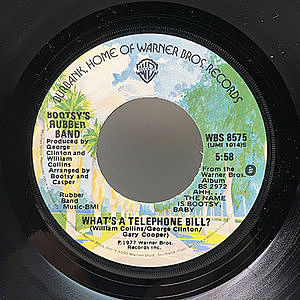 BURBANK, HOME OF WARNER BROS. RECORDS
BOOTSY'S
RUBBER
BAND
Produced by
George
Clinton and
William
Collins
Arranged by
Bootsy and
Casper
Rubber
Band
Music-BMI
WBS 8575
(UMI 1014)S
5:58
From the
Warner Bros.
Album
BS 2972
AHH...
THE NAME
IS BOOTSY,
BABY
WHAT'S A TELEPHONE BILL?
(William Collins/George Clinton/
Gary Cooper)
©1977 Warner Bros.
Records Inc.